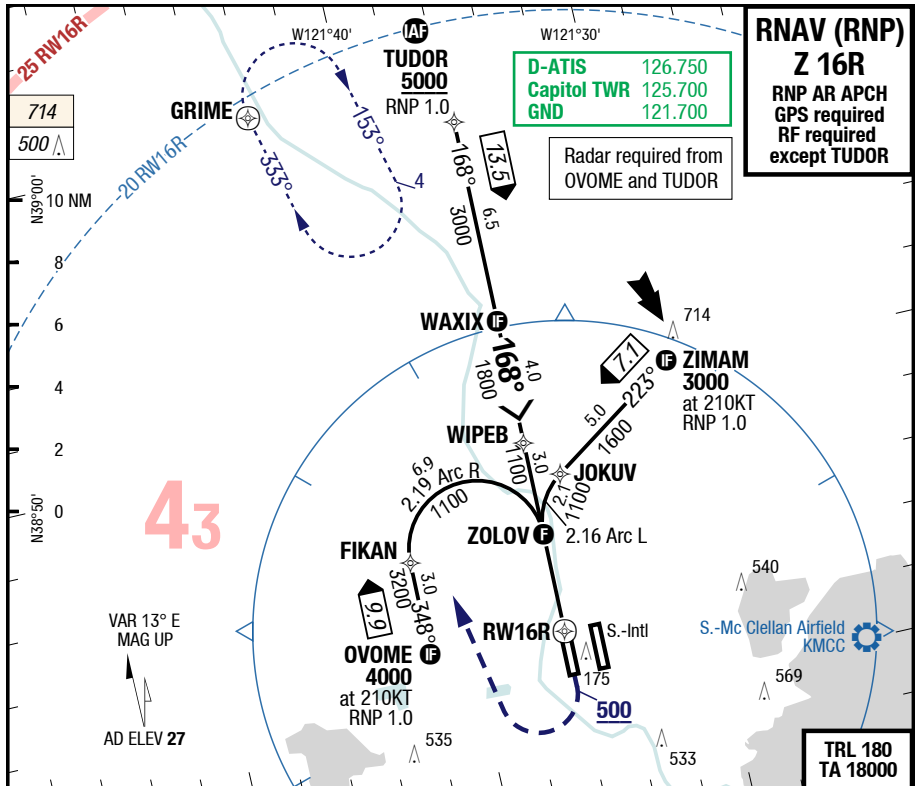 RNAV (RNP)
Z 16R
RNP AR APCH
GPS required
RF required
except TUDOR
W121°40'
W121°30'
25 RW16R
714
500
IAF
TUDOR
5000
RNP 1.0
D-ATIS 126.750
Capitol TWR 125.700
GND 121.700
Radar required from
OVOME and TUDOR
GRIME
153°
333°
4
20 RW16R
N39°00'
10 NM
8
6
4
2
0
N38°50'
168°
13.5
6.5
3000
WAXIX
IF
168°
4.0
1800
714
IF
ZIMAM
3000
at 210KT
RNP 1.0
7.1
223°
5.0
1600
WIPEB
3.0
1100
JOKUV
2.1
1100
6.9
2.19 Arc R
1100
ZOLOV
F
2.16 Arc L
43
FIKAN
3.0
3200
348°
9.9
OVOME
IF
4000
at 210KT
RNP 1.0
RW16R
S.-Intl
175
500
540
S.-Mc Clellan Airfield
KMCC
569
533
535
VAR 13° E
MAG UP
AD ELEV 27
TRL 180
TA 18000